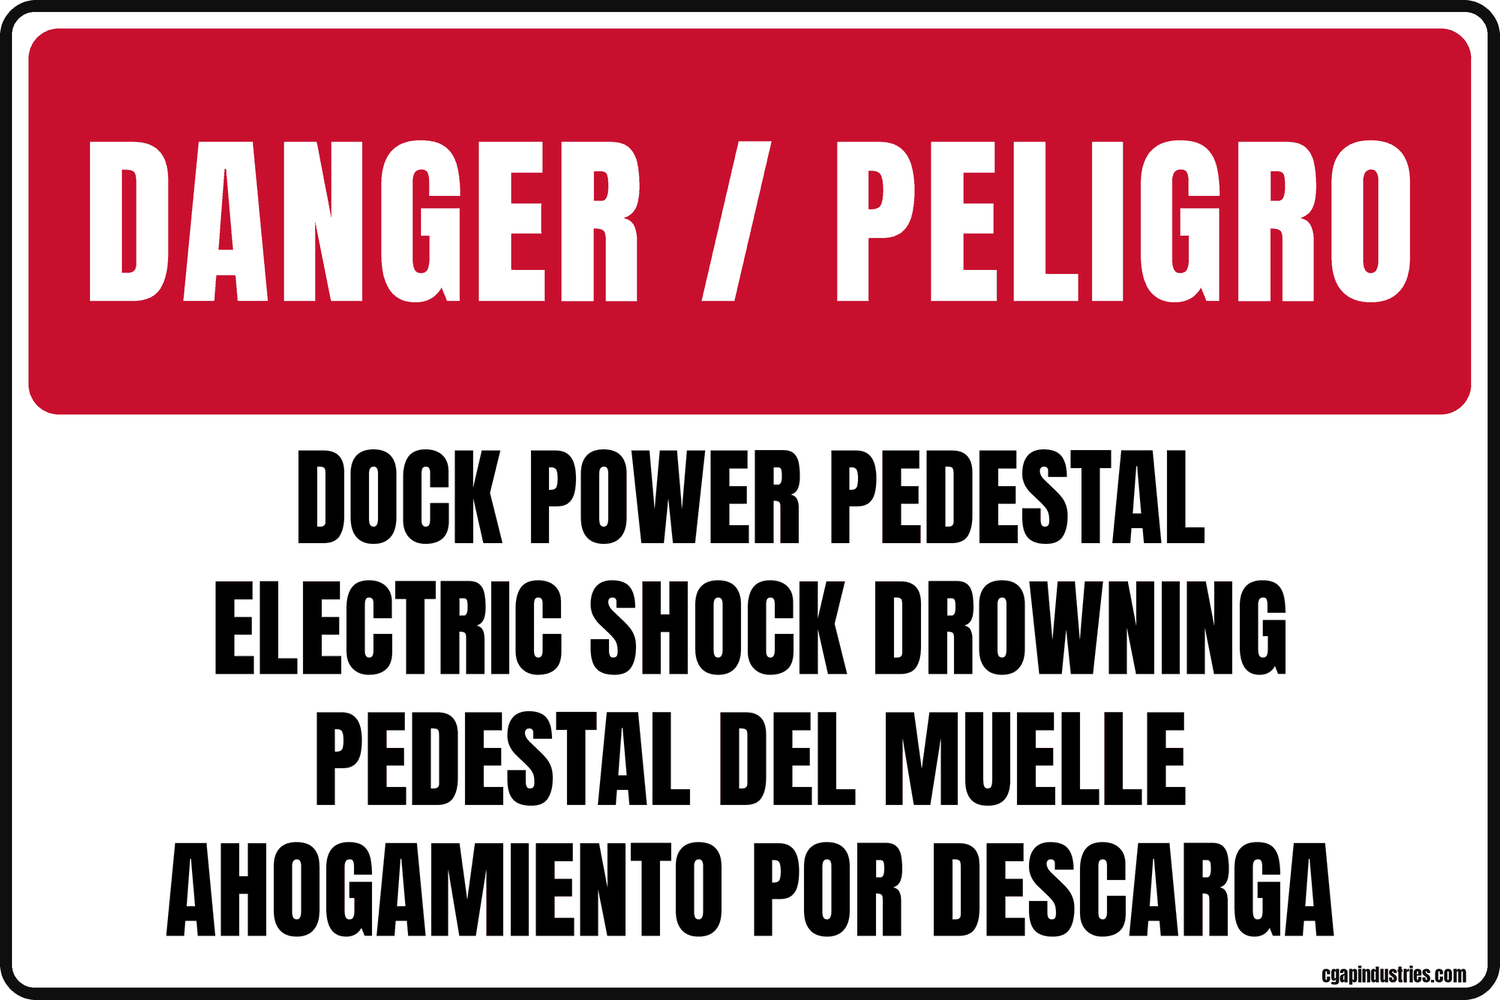 DANGER / PELIGRO
DOCK POWER PEDESTAL
ELECTRIC SHOCK DROWNING
PEDESTAL DEL MUELLE
AHOGAMIENTO POR DESCARGA
cgapindustries.com